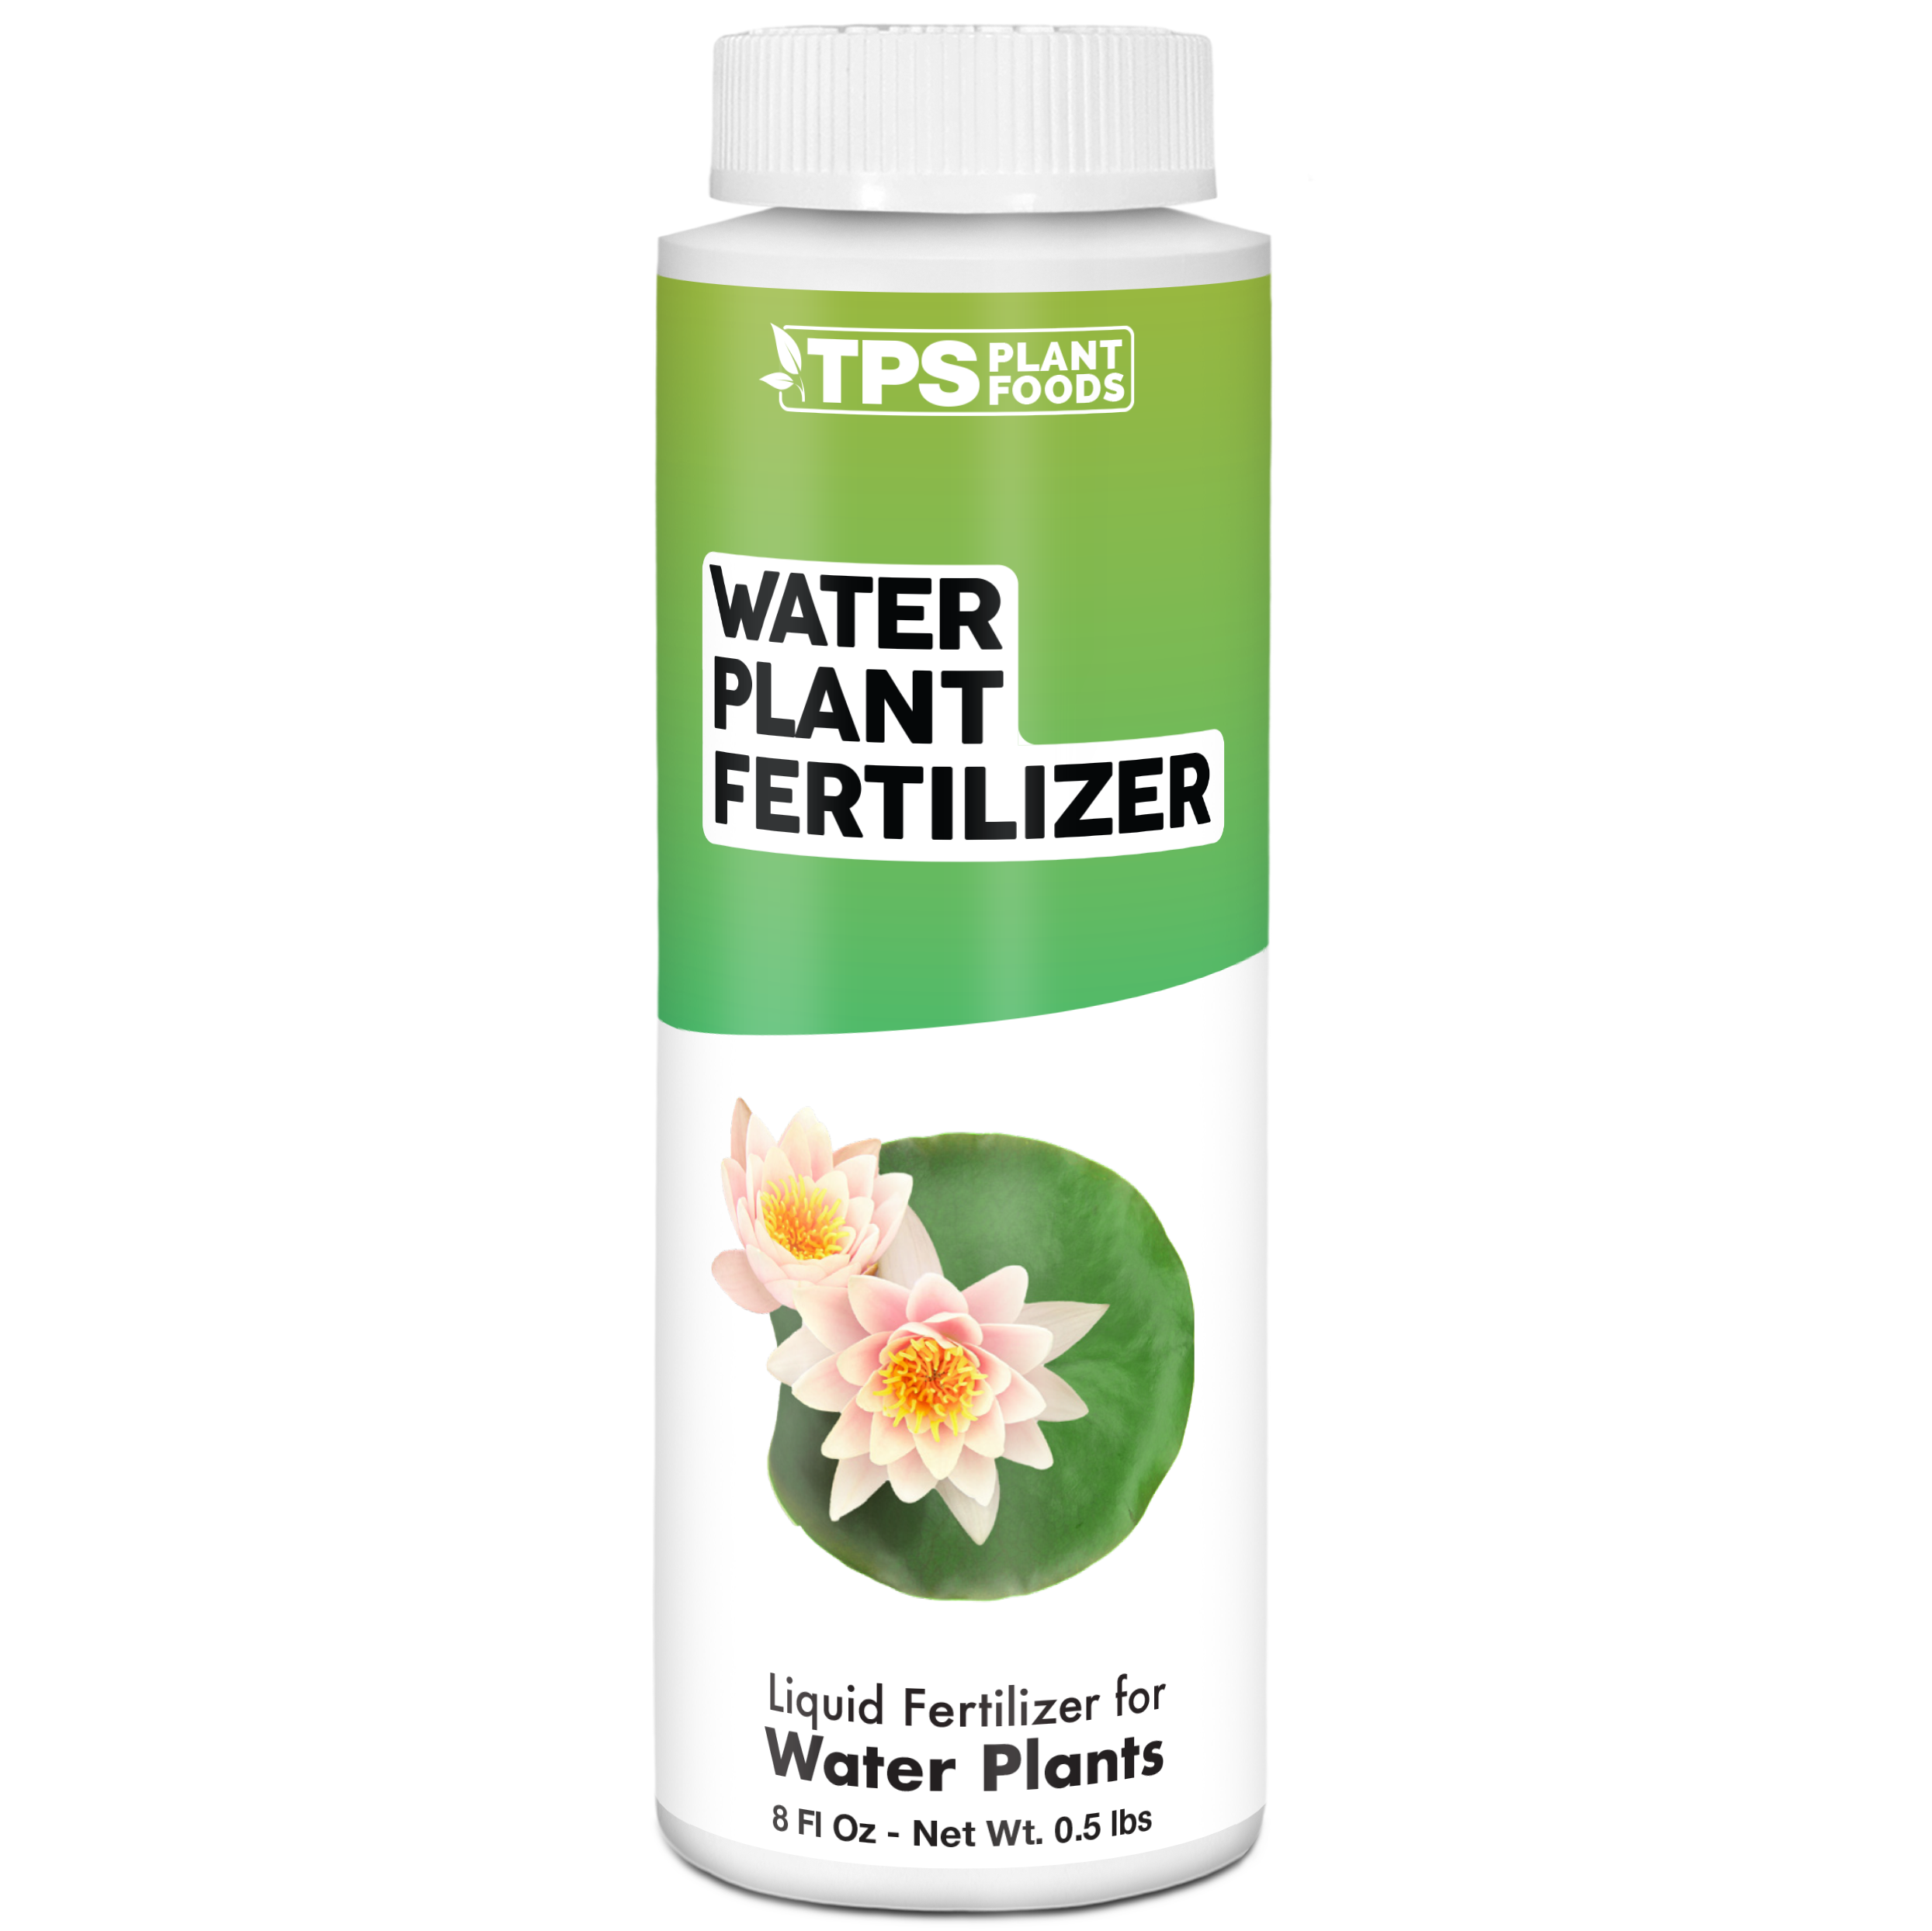 TPS PLANT
FOODS
WATER
PLANT
FERTILIZER
Liquid Fertilizer for
Water Plants
8 Fl Oz - Net Wt. 0.5 lbs